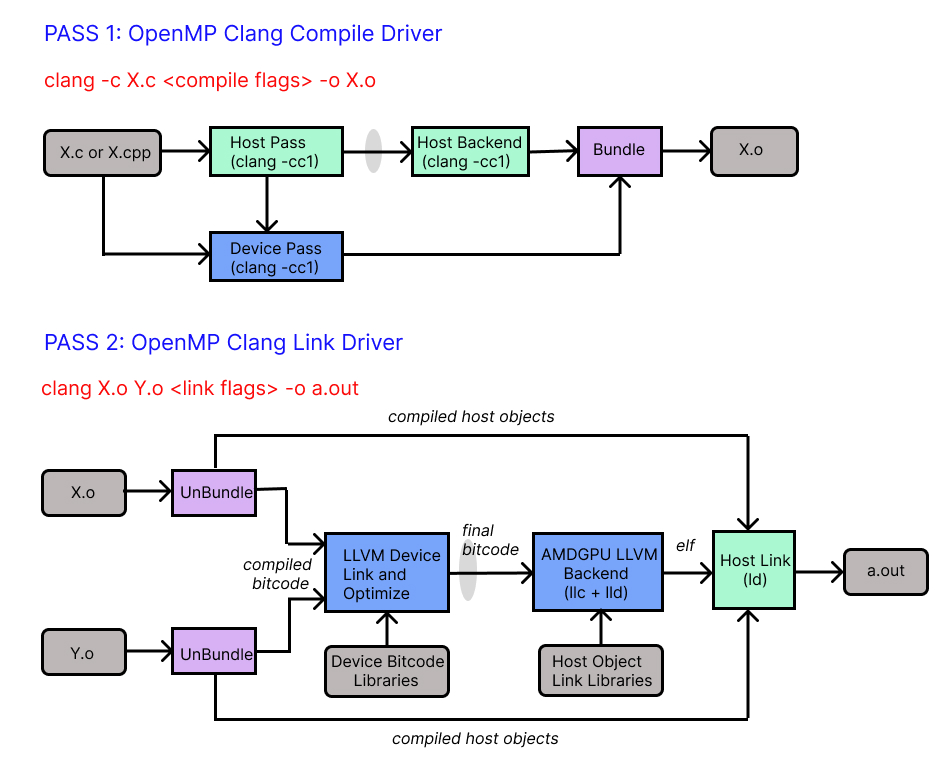 PASS 1: OpenMP Clang Compile Driver
clang -c X.c <compile flags> -o X.o
X.c or X.cpp
Host Pass
(clang -cc1)
Host Backend
(clang -cc1)
Bundle
X.o
Device Pass
(clang -cc1)
PASS 2: OpenMP Clang Link Driver
clang X.o Y.o <link flags> -o a.out
compiled host objects
X.o
UnBundle
compiled
bitcode
LLVM Device
Link and
Optimize
final
bitcode
AMDGPU LLVM
Backend
(llc + lld)
elf
Host Link
(ld)
a.out
Y.o
UnBundle
Device Bitcode
Libraries
Host Object
Link Libraries
compiled host objects